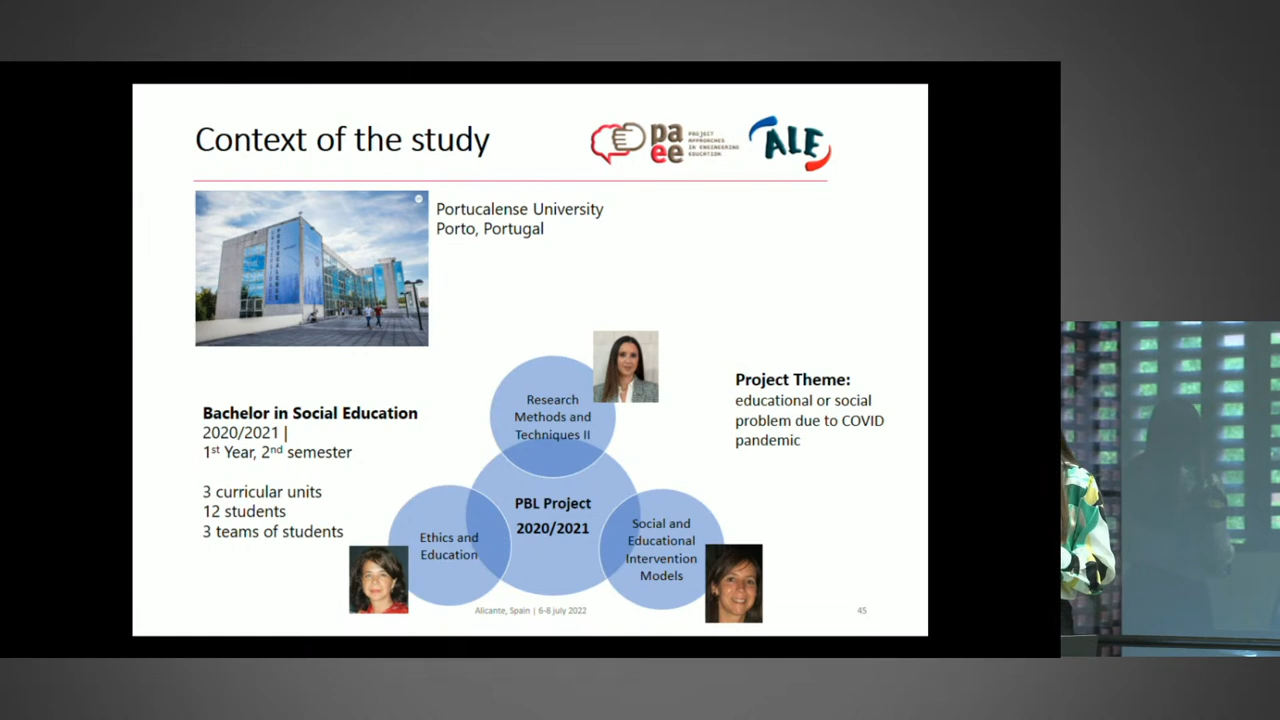 Context of the study
pa
ee
PROJECT
APPROACHES
IN ENGINEERING
EDUCATION
ALE
Portucalense University
Porto, Portugal
Bachelor in Social Education
2020/2021 |
1st Year, 2nd semester
3 curricular units
12 students
3 teams of students
Research
Methods and
Techniques II
PBL Project
2020/2021
Ethics and
Education
Social and
Educational
Intervention
Models
Project Theme:
educational or social
problem due to COVID
pandemic
Alicante, Spain | 6-8 july 2022
45